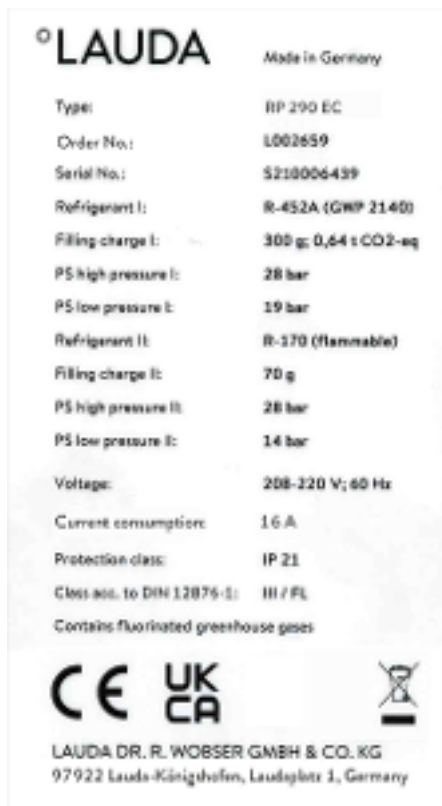 °LAUDA Made in Germany
Type: RP 290 EC
Order No.: L002659
Serial No.: S210006439
Refrigerant I: R-452A (GWP 2140)
Filling charge I: 300 g; 0,64 t CO2-eq
PS high pressure I: 28 bar
PS low pressure I: 19 bar
Refrigerant II: R-170 (flammable)
Filling charge II: 70 g
PS high pressure II: 28 bar
PS low pressure II: 14 bar
Voltage: 208-220 V; 60 Hz
Current consumption: 16 A
Protection class: IP 21
Class acc. to DIN 12876-1: III / FL
Contains fluorinated greenhouse gases
CE UK
CA
LAUDA DR. R. WOBSER GMBH & CO. KG
97922 Lauda-Königshofen, Laudaplatz 1, Germany